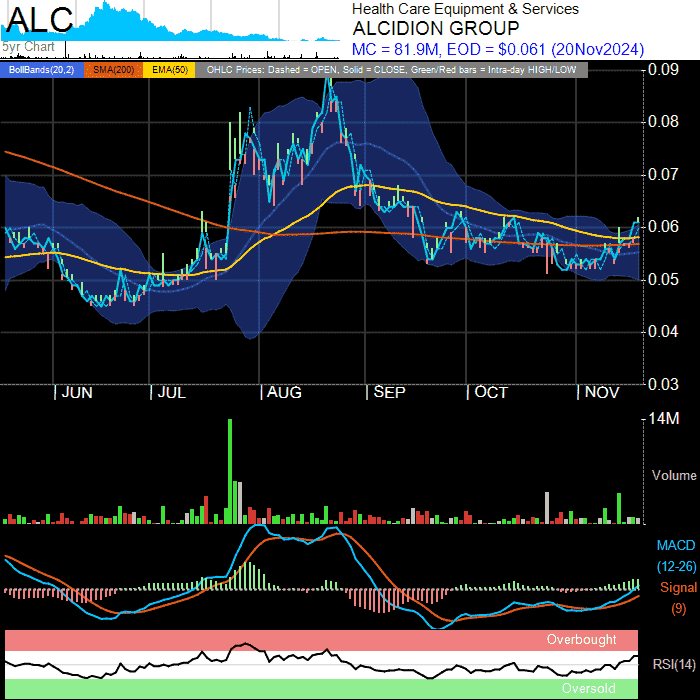 ALC
5yr Chart
Health Care Equipment & Services
ALCIDION GROUP
MC = 81.9M, EOD = $0.061 (20Nov2024)
BollBands(20,2) SMA(200) EMA(50) OHLC Prices: Dashed = OPEN, Solid = CLOSE, Green/Red bars = Intra-day HIGH/LOW
0.09
0.08
0.07
0.06
0.05
0.04
0.03
JUN JUL AUG SEP OCT NOV
14M
Volume
MACD
(12-26)
Signal
(9)
Overbought
RSI(14)
Oversold